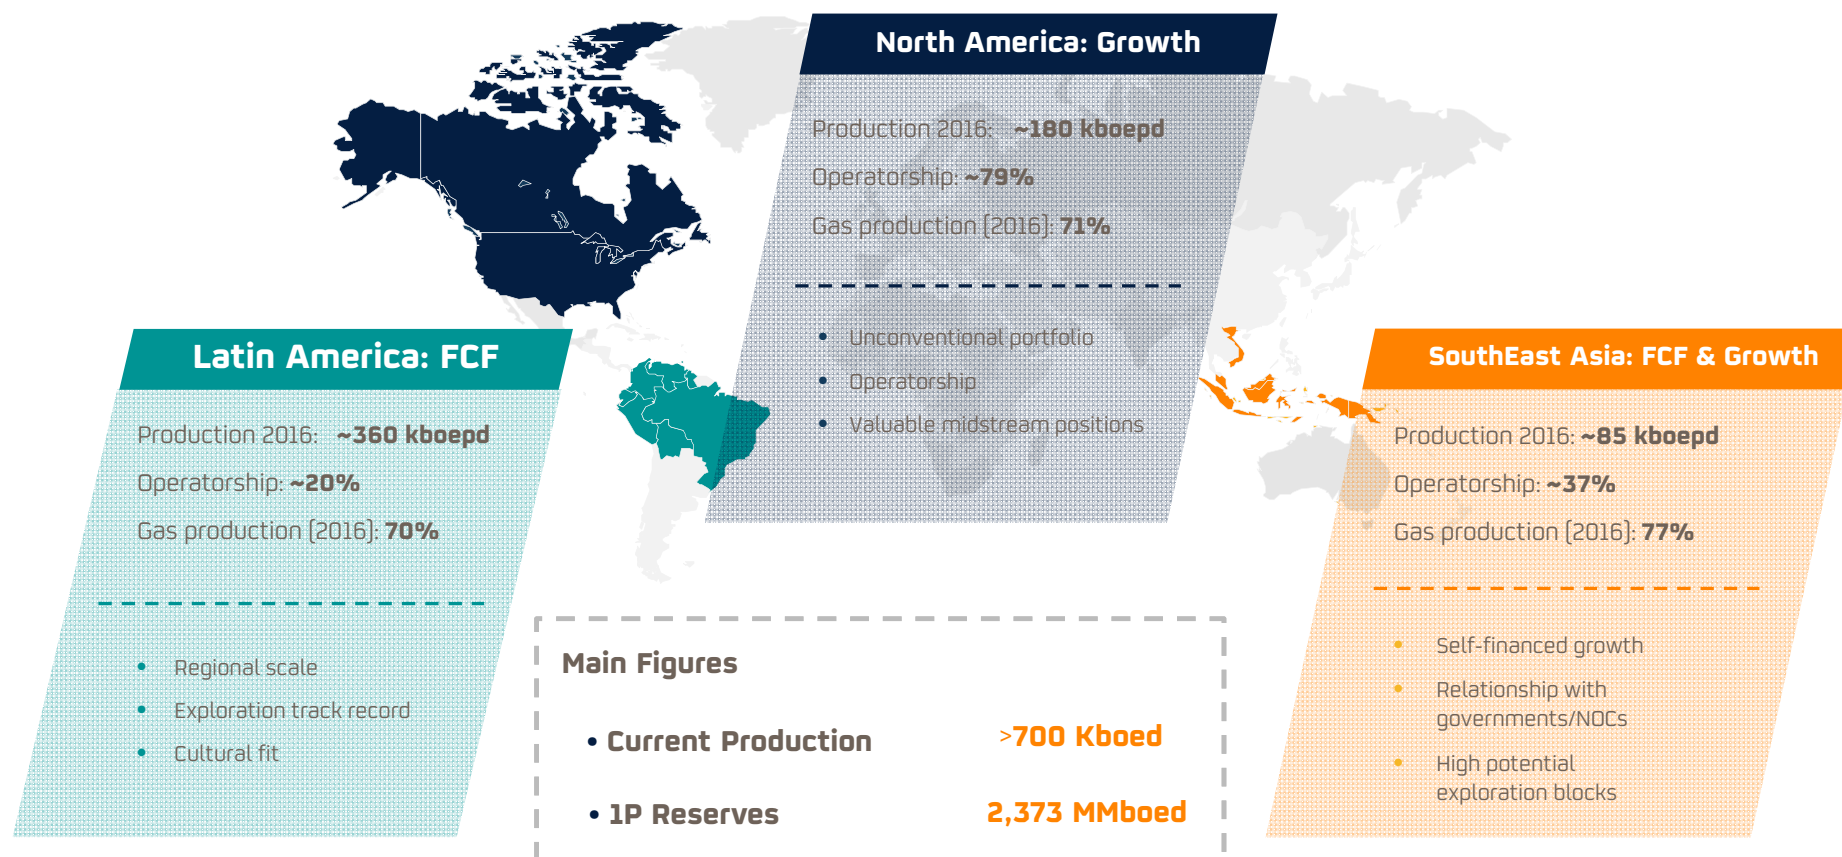 North America: Growth
Production 2016: ~180 kboepd
Operatorship: ~79%
Gas production [2016]: 71%
• Unconventional portfolio
• Operatorship
• Valuable midstream positions
Latin America: FCF
Production 2016: ~360 kboepd
Operatorship: ~20%
Gas production [2016]: 70%
• Regional scale
• Exploration track record
• Cultural fit
SouthEast Asia: FCF & Growth
Production 2016: ~85 kboepd
Operatorship: ~37%
Gas production [2016]: 77%
• Self-financed growth
• Relationship with
governments/NOCs
• High potential
exploration blocks
Main Figures
• Current Production >700 Kboed
• 1P Reserves 2,373 MMboed